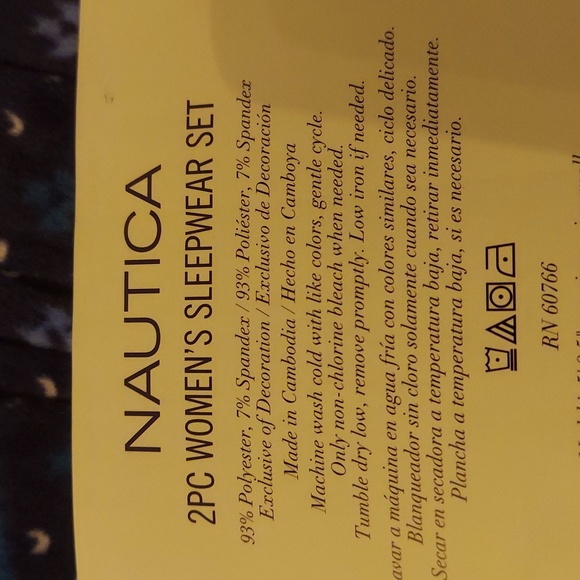 NAUTICA
2PC WOMEN'S SLEEPWEAR SET
93% Polyester, 7% Spandex / 93% Poliéster, 7% Spandex
Exclusive of Decoration / Exclusivo de Decoración
Made in Cambodia / Hecho en Camboya
Machine wash cold with like colors, gentle cycle.
Only non-chlorine bleach when needed.
Tumble dry low, remove promptly. Low iron if needed.
avar a máquina en agua fría con colores similares, ciclo delicado.
Blanqueador sin cloro solamente cuando sea necesario.
Secar en secadora a temperatura baja, retirar inmediatamente.
Plancha a temperatura baja, si es necesario.
RN 60766